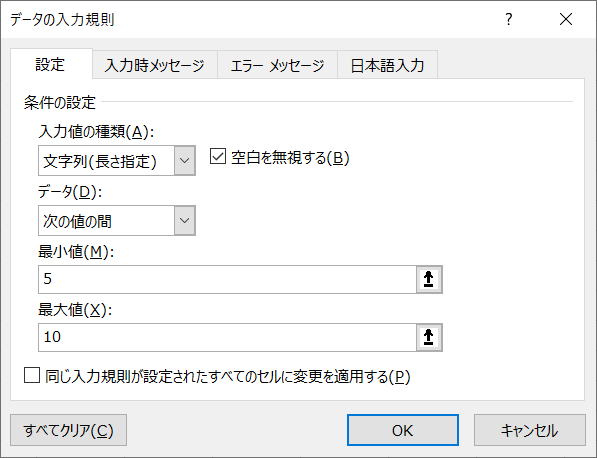 データの入力規則
設定 入力時メッセージ エラー メッセージ 日本語入力
条件の設定
入力値の種類(A):
文字列(長さ指定) 空白を無視する(B)
データ(D):
次の値の間
最小値(M):
5
最大値(X):
10
同じ入力規則が設定されたすべてのセルに変更を適用する(P)
すべてクリア(C) OK キャンセル